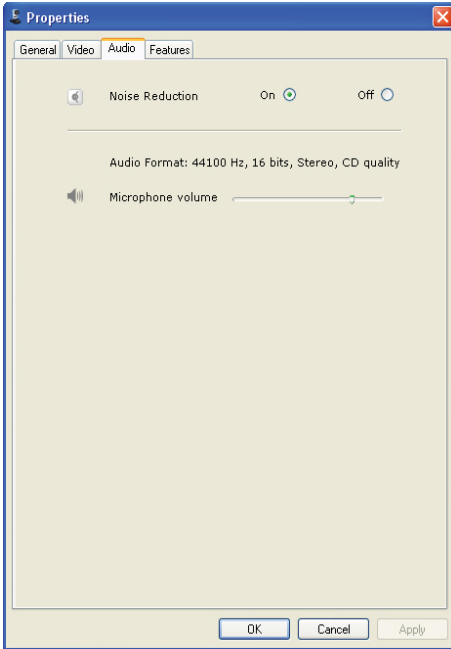 Properties
General Video Audio Features
Noise Reduction On Off
Audio Format: 44100 Hz, 16 bits, Stereo, CD quality
Microphone volume
OK Cancel Apply